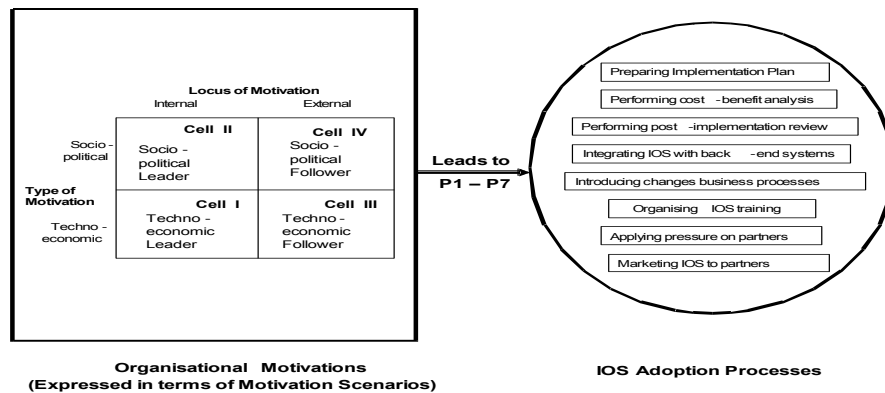 Locus of Motivation
Internal External
Socio - political
Type of Motivation
Techno - economic
Cell II
Socio - political Leader
Cell IV
Socio - political Follower
Cell I
Techno - economic Leader
Cell III
Techno - economic Follower
Leads to
P1 – P7
Preparing Implementation Plan
Performing cost -benefit analysis
Performing post -implementation review
Integrating IOS with back -end systems
Introducing changes business processes
Organising IOS training
Applying pressure on partners
Marketing IOS to partners
Organisational Motivations
(Expressed in terms of Motivation Scenarios)
IOS Adoption Processes